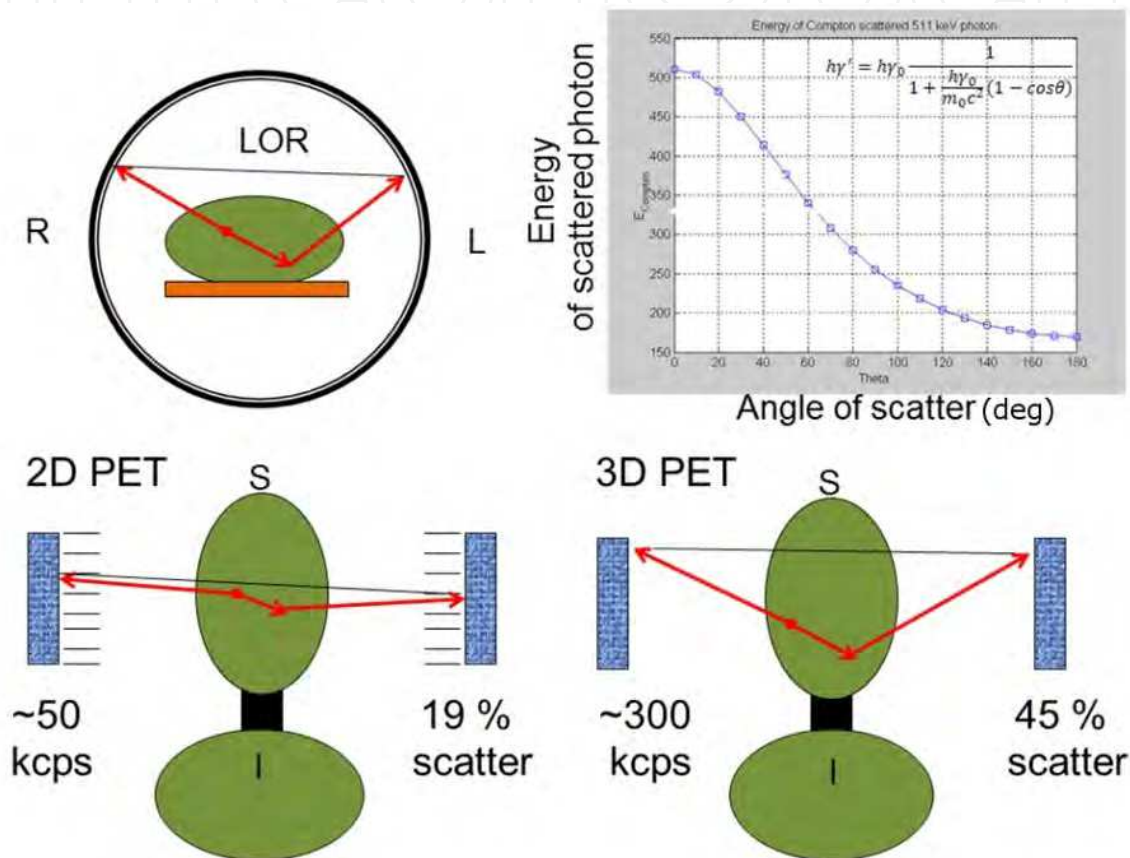 LOR
R
L
Energy of Compton scattered 511 keV photon
hγ' = hγ₀ 1 / (1 + hγ₀/m₀c² (1 - cosθ))
550
500
450
400
350
300
250
200
150
E_Compton
0 20 40 60 80 100 120 140 160 180
Theta
Energy
of scattered photon
Angle of scatter (deg)
2D PET
S
~50
kcps
19 %
scatter
I
3D PET
S
~300
kcps
45 %
scatter
I